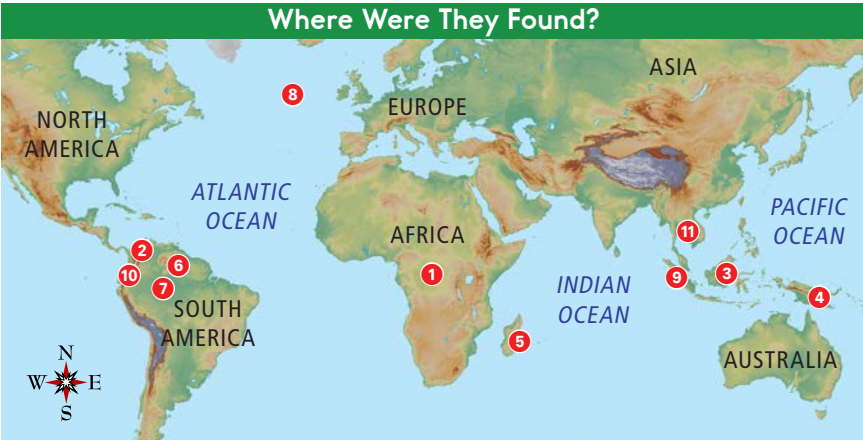 Where Were They Found?
ASIA
8
EUROPE
NORTH
AMERICA
ATLANTIC
OCEAN
PACIFIC
OCEAN
AFRICA
11
2
6
10
7
1
9
3
4
INDIAN
OCEAN
SOUTH
AMERICA
5
AUSTRALIA
N
W E
S